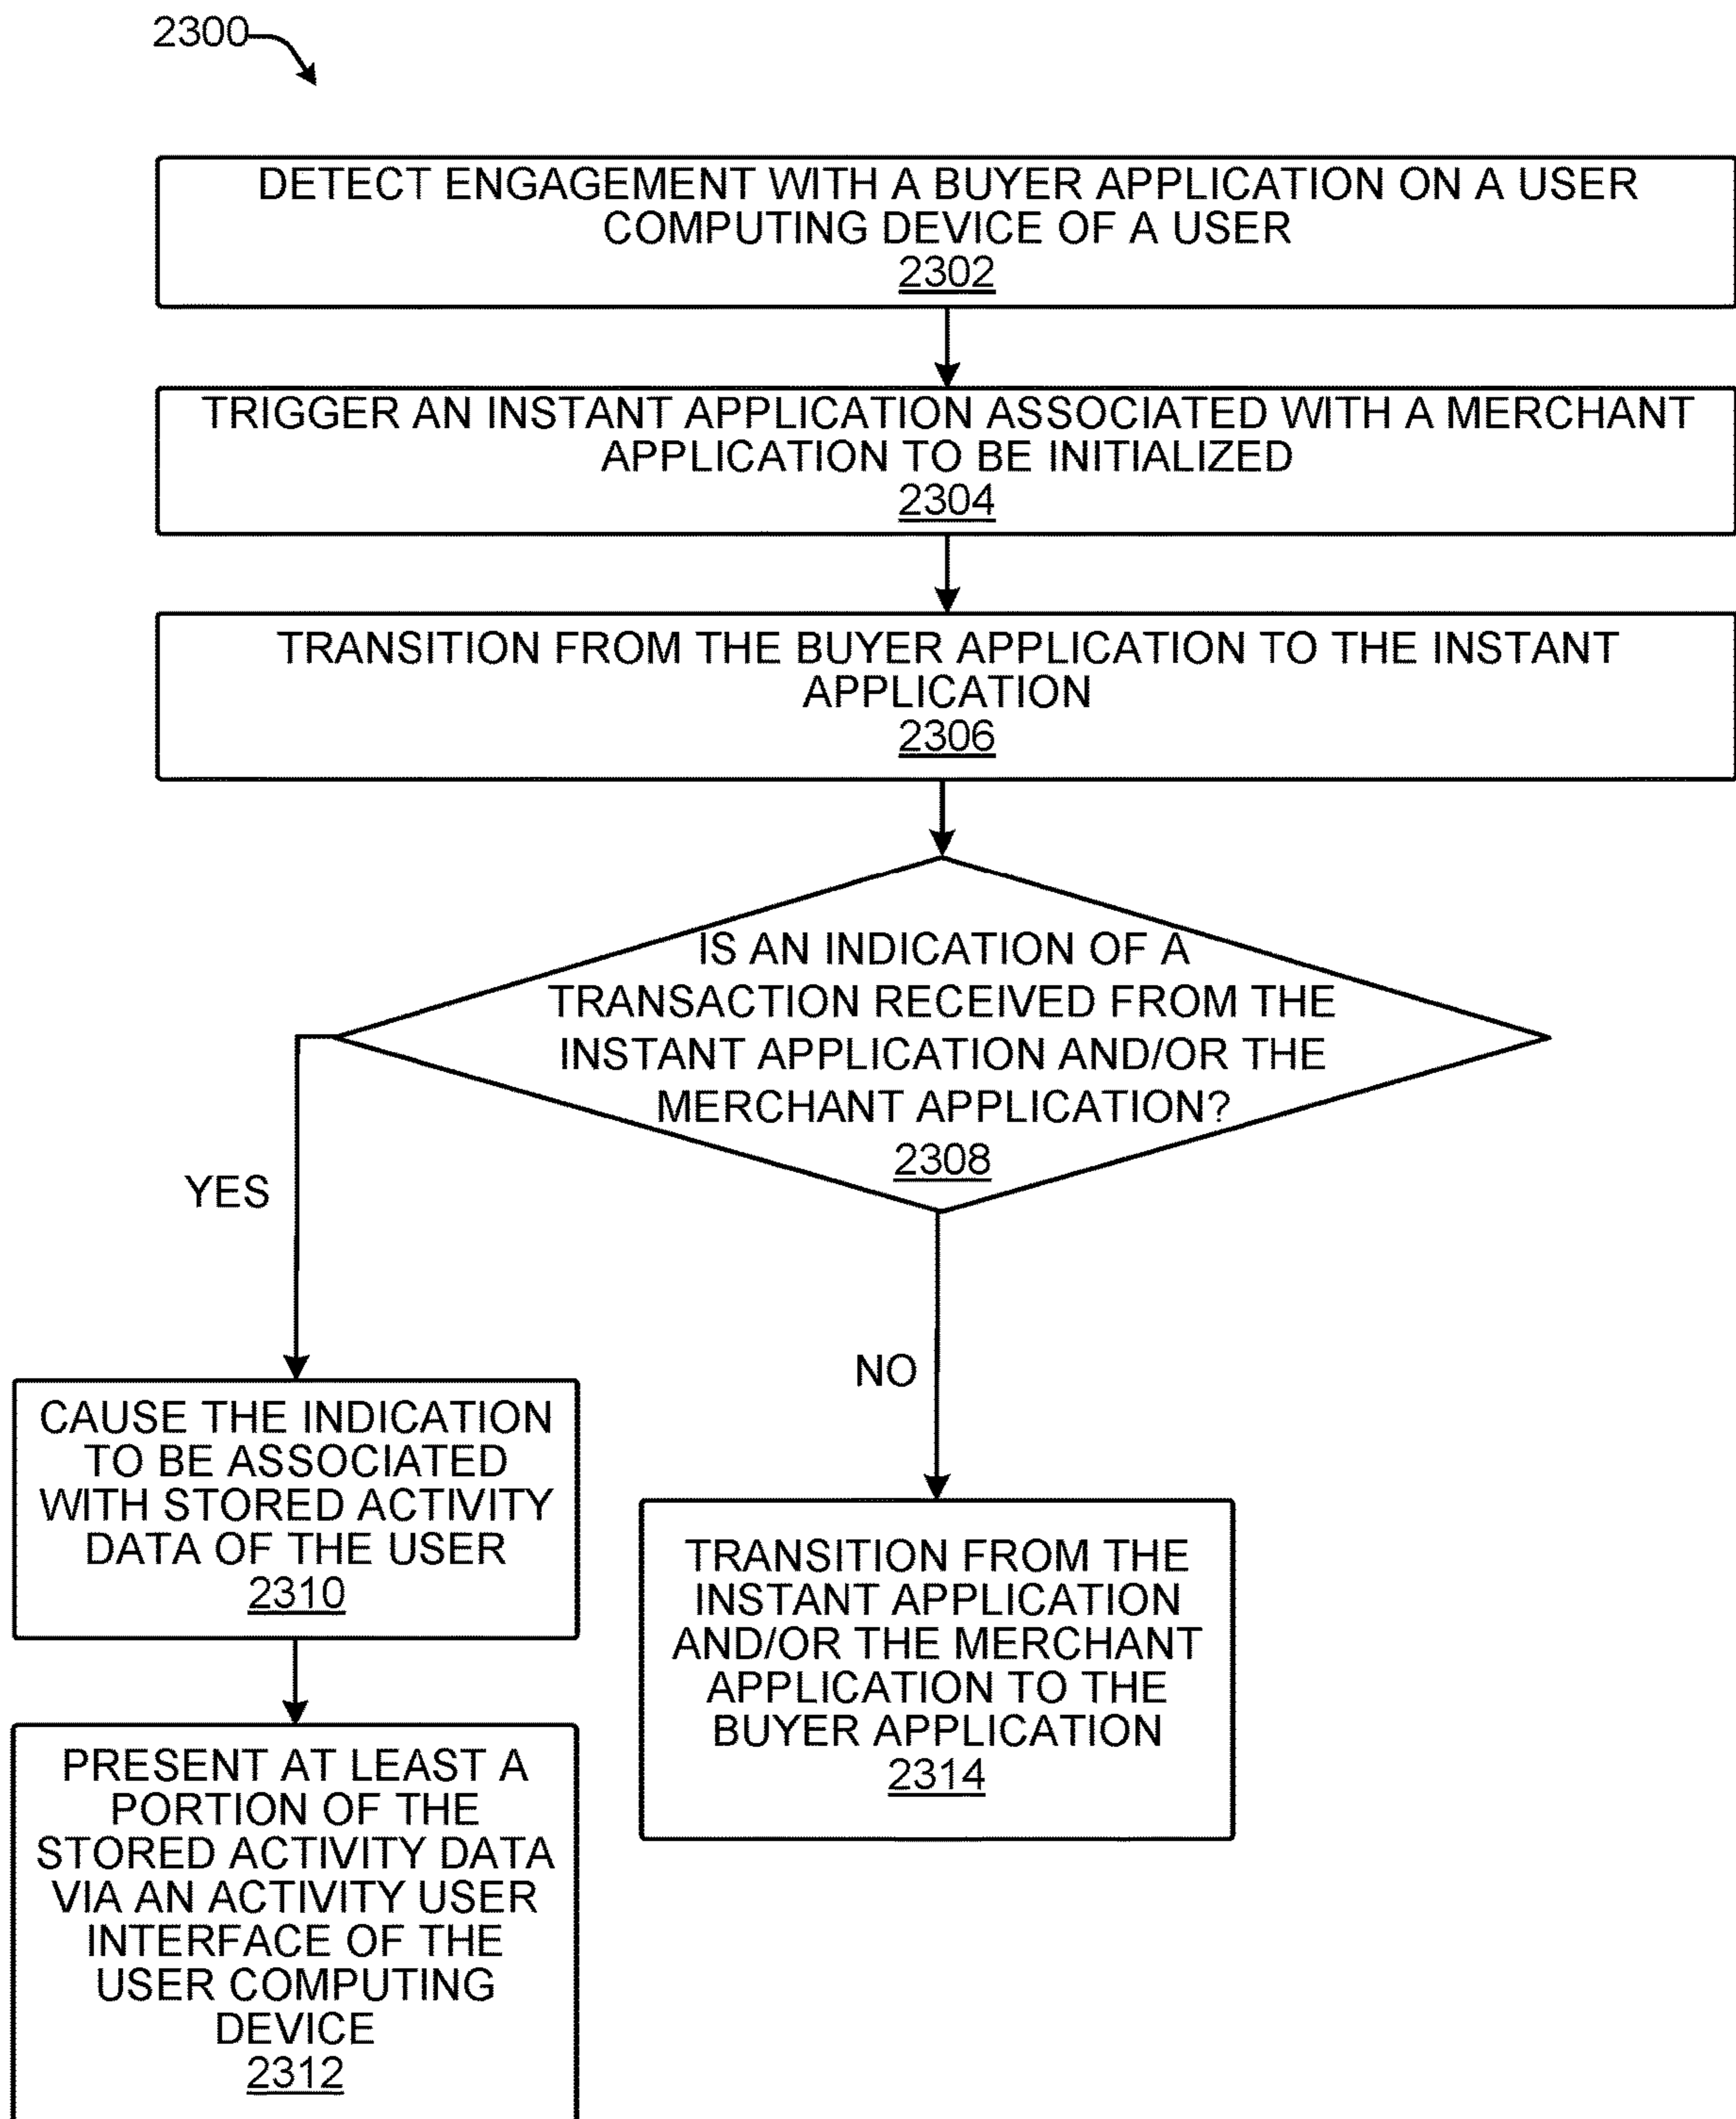 2300
DETECT ENGAGEMENT WITH A BUYER APPLICATION ON A USER
COMPUTING DEVICE OF A USER
2302
TRIGGER AN INSTANT APPLICATION ASSOCIATED WITH A MERCHANT
APPLICATION TO BE INITIALIZED
2304
TRANSITION FROM THE BUYER APPLICATION TO THE INSTANT
APPLICATION
2306
IS AN INDICATION OF A
TRANSACTION RECEIVED FROM THE
INSTANT APPLICATION AND/OR THE
MERCHANT APPLICATION?
2308
YES
NO
CAUSE THE INDICATION
TO BE ASSOCIATED
WITH STORED ACTIVITY
DATA OF THE USER
2310
PRESENT AT LEAST A
PORTION OF THE
STORED ACTIVITY DATA
VIA AN ACTIVITY USER
INTERFACE OF THE
USER COMPUTING
DEVICE
2312
TRANSITION FROM THE
INSTANT APPLICATION
AND/OR THE MERCHANT
APPLICATION TO THE
BUYER APPLICATION
2314